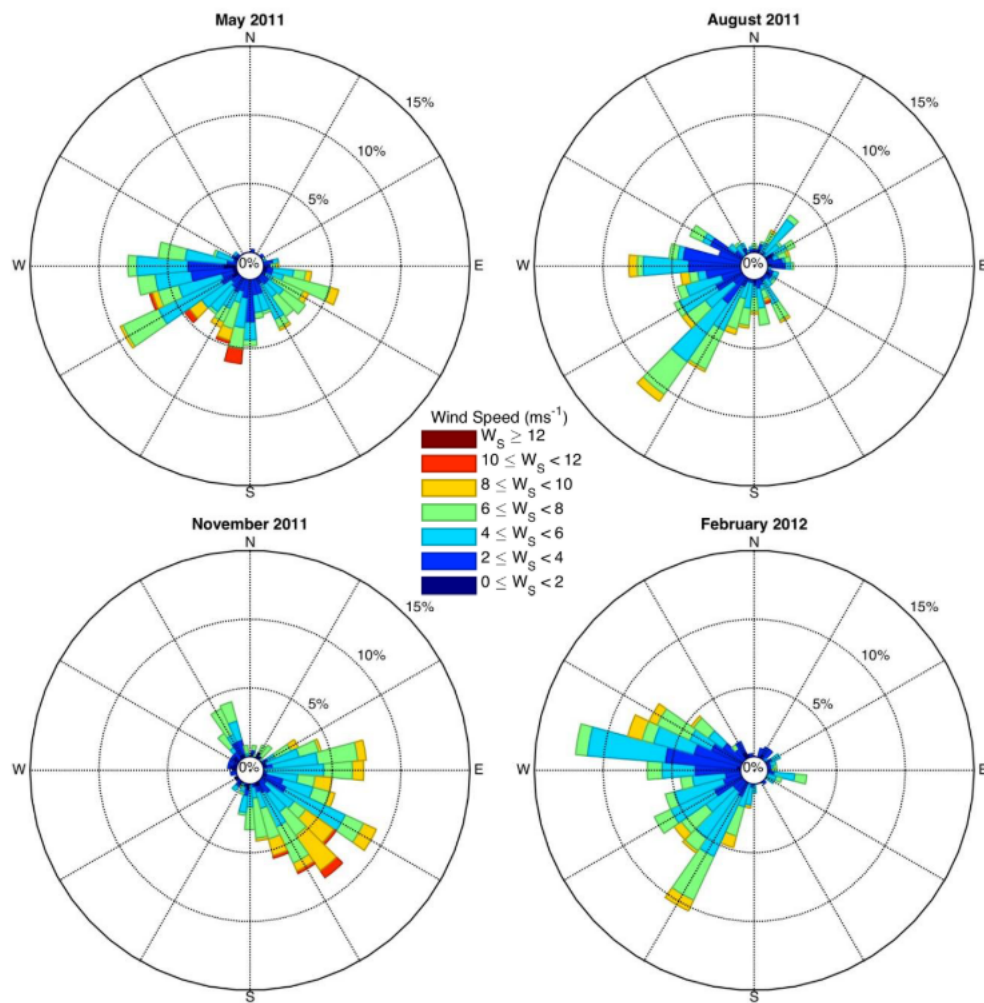 May 2011
N
15%
10%
5%
W
0%
E
S
August 2011
N
15%
10%
5%
W
0%
E
S
Wind Speed (ms⁻¹)
W_S ≥ 12
10 ≤ W_S < 12
8 ≤ W_S < 10
6 ≤ W_S < 8
4 ≤ W_S < 6
2 ≤ W_S < 4
0 ≤ W_S < 2
November 2011
N
15%
10%
5%
W
0%
E
S
February 2012
N
15%
10%
5%
W
0%
E
S